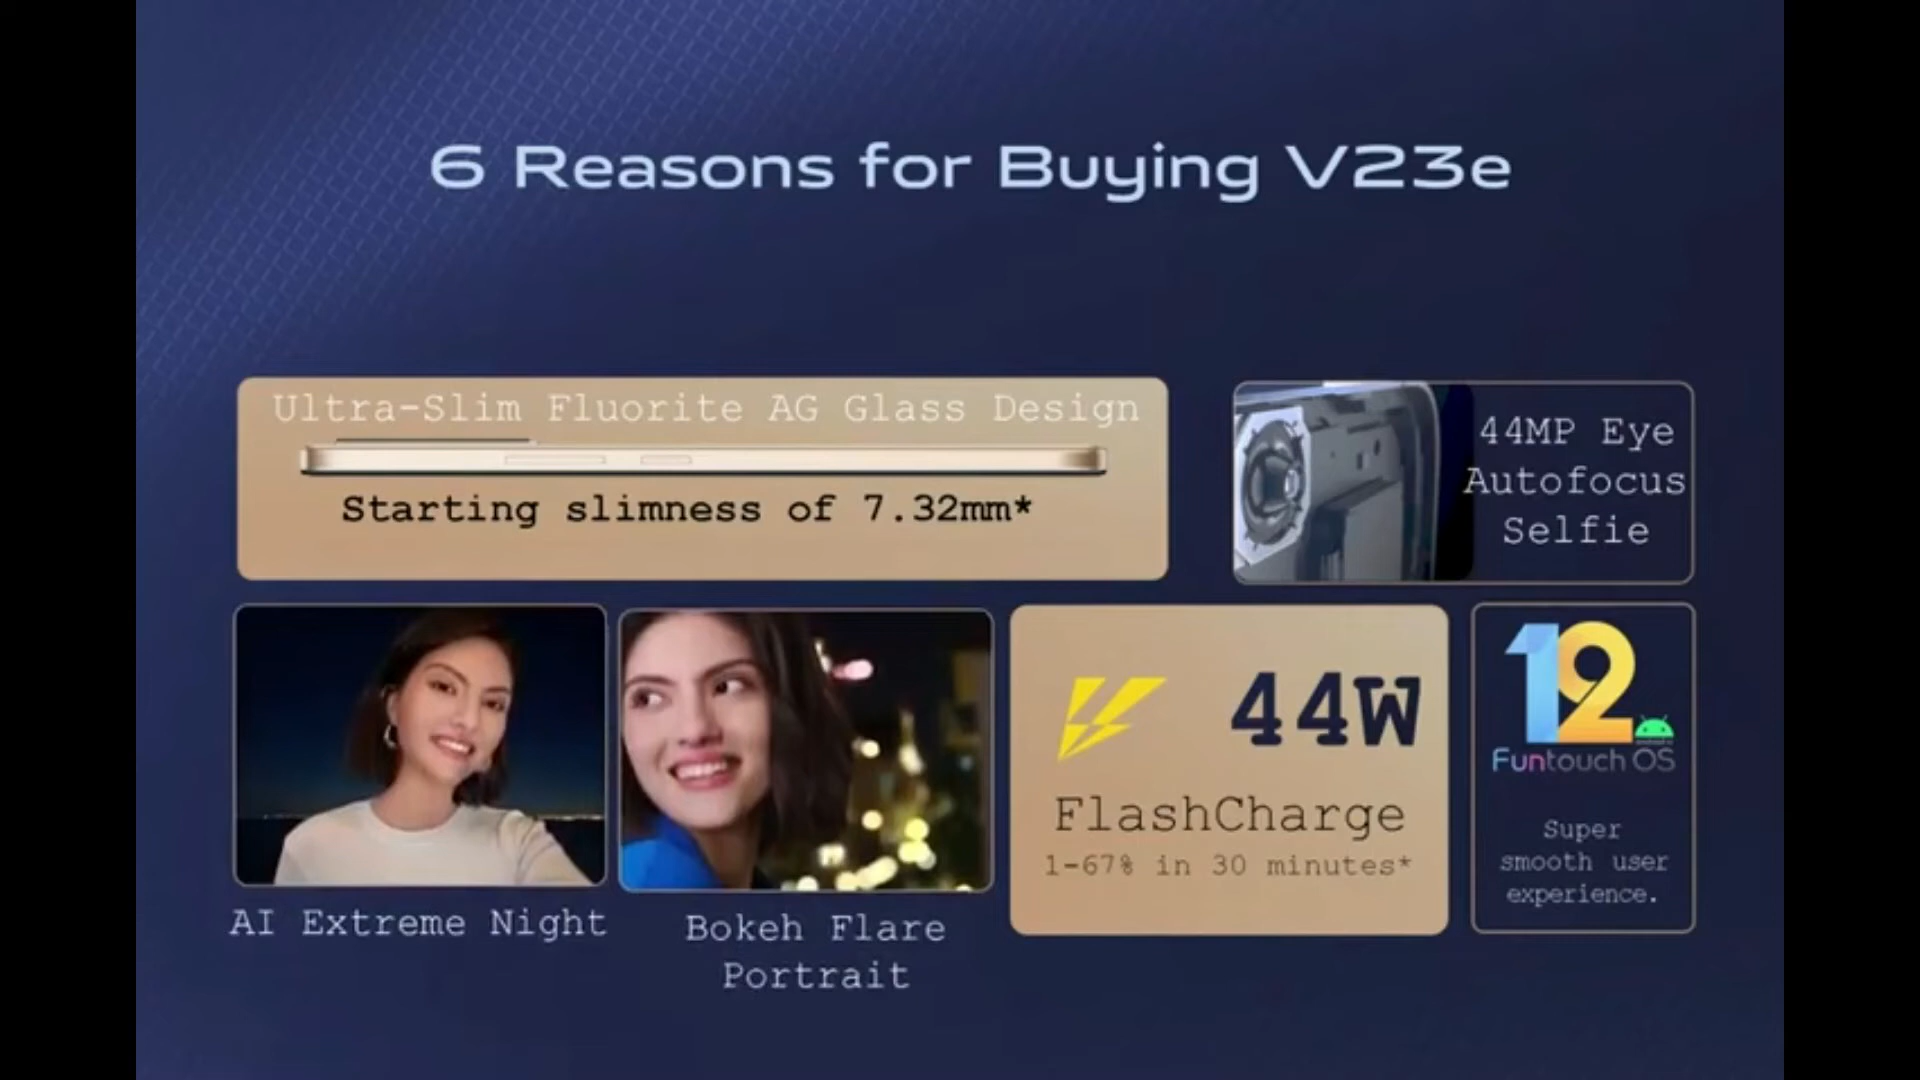 6 Reasons for Buying V23e
Ultra-Slim Fluorite AG Glass Design
Starting slimness of 7.32mm*
44MP Eye
Autofocus
Selfie
AI Extreme Night
Bokeh Flare
Portrait
44W
FlashCharge
1-67% in 30 minutes*
12
Funtouch OS
Super
smooth user
experience.